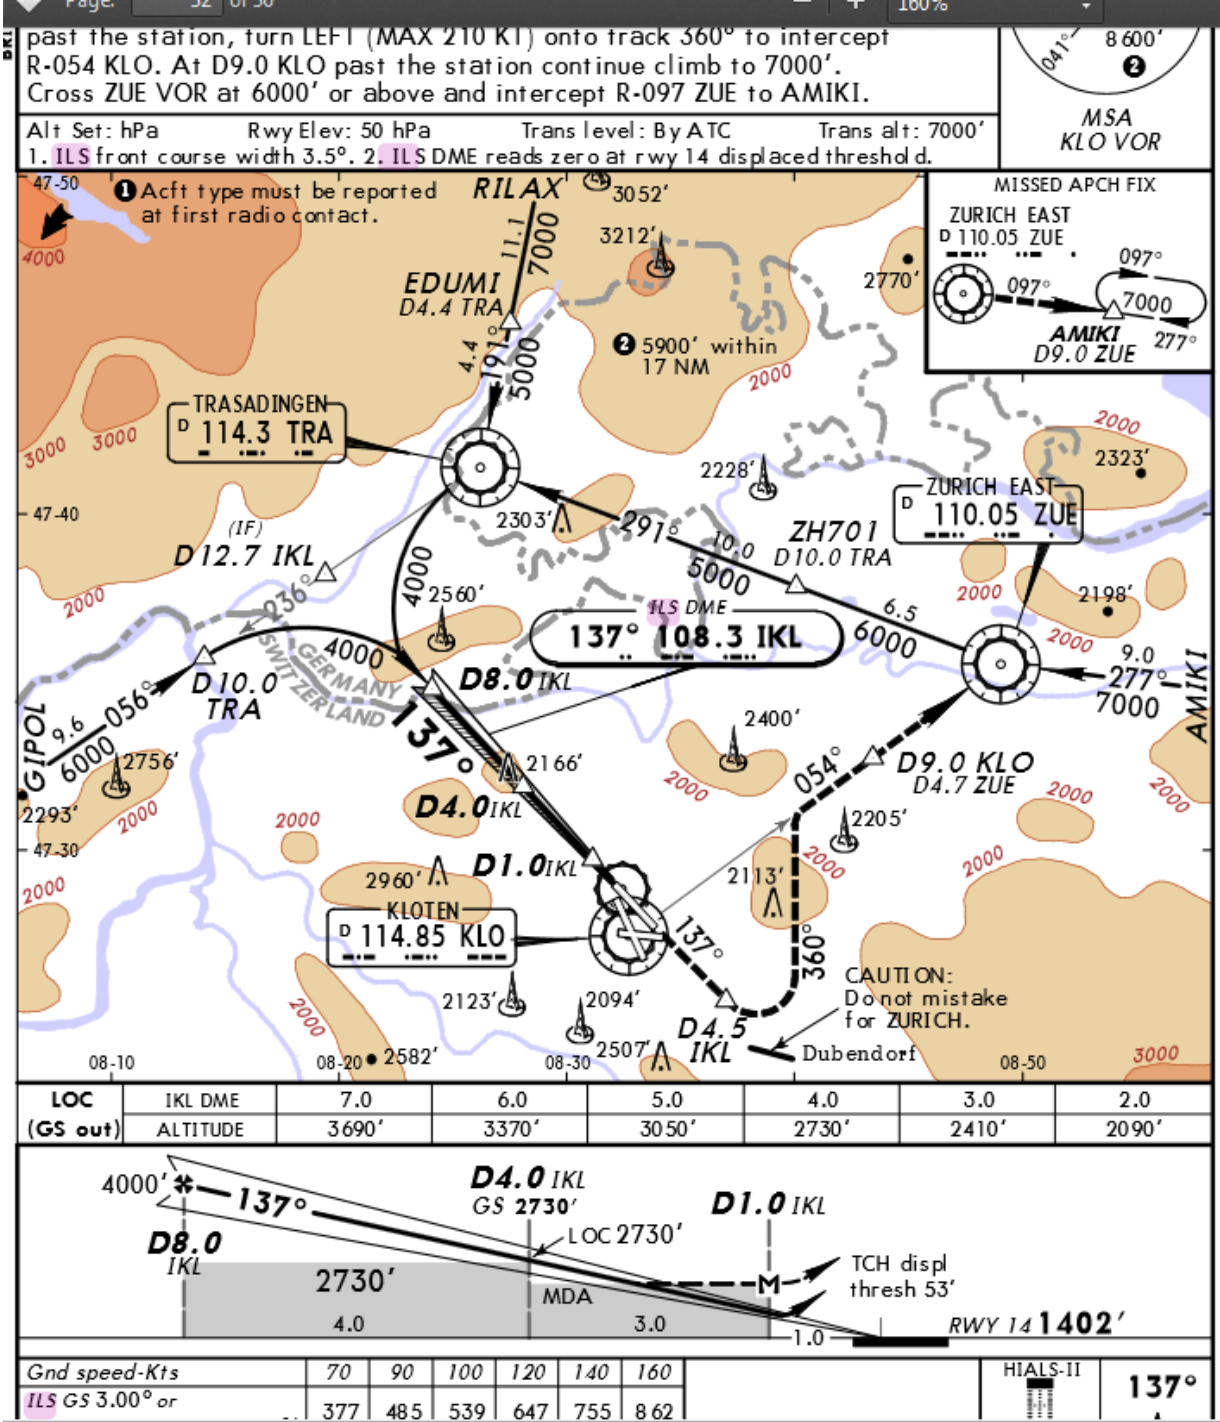 Page:
52 of 50
160%
past the station, turn LEFT (MAX 210 KT) onto track 360° to intercept
R-054 KLO. At D9.0 KLO past the station continue climb to 7000'.
Cross ZUE VOR at 6000' or above and intercept R-097 ZUE to AMIKI.
041°
8 600'
2
MSA
KLO VOR
Alt Set: hPa Rwy Elev: 50 hPa Trans level: By ATC Trans alt: 7000'
1. ILS front course width 3.5°. 2. ILS DME reads zero at rwy 14 displaced threshold.
47-50
1 Acft type must be reported
at first radio contact.
4000
RILAX
3052'
11.1
7000
3212'
2770'
EDUMI
D4.4 TRA
4.4
191°
5000
2 5900' within
17 NM
2000
MISSED APCH FIX
ZURICH EAST
D 110.05 ZUE
097°
097°
7000
AMIKI
D9.0 ZUE
277°
TRASADINGEN
D 114.3 TRA
3000
3000
2000
2323'
2228'
ZURICH EAST
D 110.05 ZUE
47-40
(IF)
D12.7 IKL
2303'
291°
10.0
5000
ZH701
D10.0 TRA
6.5
6000
2000
236°
4000
2560'
2000
2198'
2000
ILS DME
137° 108.3 IKL
GERMANY
SWITZERLAND
4000
D8.0 IKL
9.0
277°
7000
AMIKI
D10.0
TRA
GIPOL
9.6
056°
6000
2756'
137°
2166'
2400'
2000
054°
D9.0 KLO
D4.7 ZUE
2293'
2000
D4.0 IKL
2000
2205'
2000
2000
47-30
2000
D1.0 IKL
2960'
2113'
2000
2000
KLOTEN
D 114.85 KLO
137°
360°
2123'
2094'
D4.5
IKL
CAUTION:
Do not mistake
for ZURICH.
2000
2582'
2507'
Dubendorf
3000
08-10
08-20
08-30
08-50
LOC IKL DME 7.0 6.0 5.0 4.0 3.0 2.0
(GS out) ALTITUDE 3690' 3370' 3050' 2730' 2410' 2090'
4000'
137°
D8.0
IKL
D4.0 IKL
GS 2730'
LOC 2730'
D1.0 IKL
2730'
MDA
M
TCH displ
thresh 53'
4.0
3.0
1.0
RWY 14 1402'
Gnd speed-Kts 70 90 100 120 140 160
ILS GS 3.00° or 377 485 539 647 755 862
HIALS-II
137°